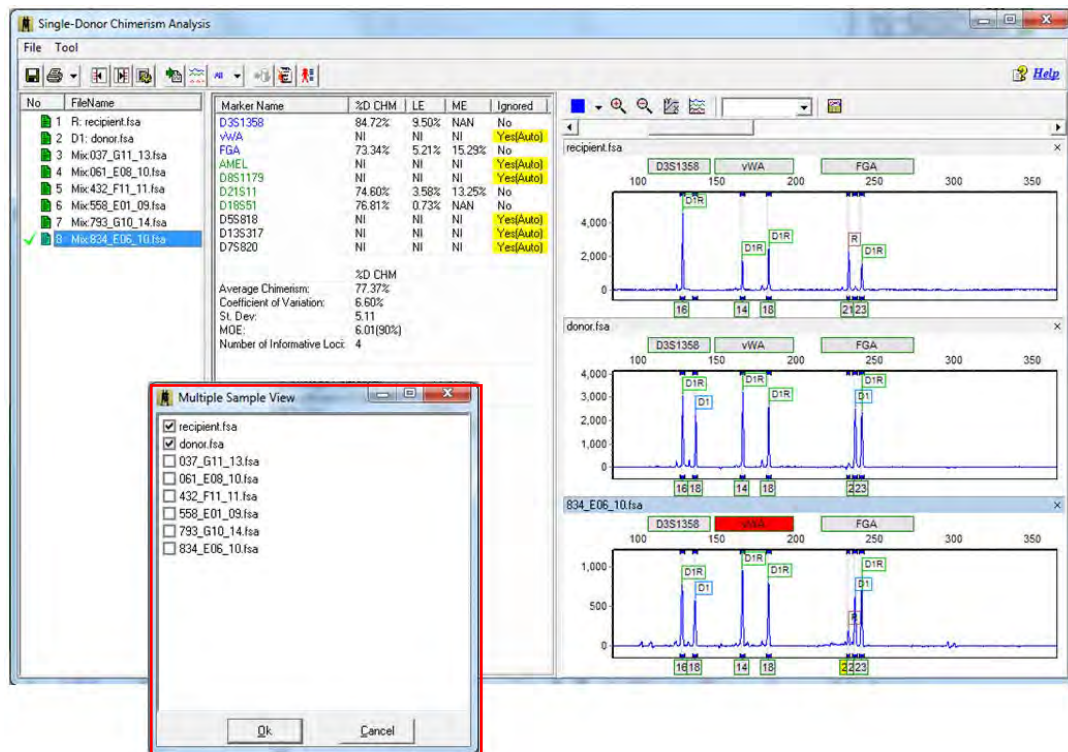 Single-Donor Chimerism Analysis
File Tool
All
Help
No FileName
1 R: recipient.fsa
2 D1: donor.fsa
3 Mix:037_G11_13.fsa
4 Mix:061_E08_10.fsa
5 Mix:432_F11_11.fsa
6 Mix:558_E01_09.fsa
7 Mix:793_G10_14.fsa
8 Mix:834_E06_10.fsa
Marker Name %D CHM LE ME Ignored
D3S1358 84.72% 9.50% NAN No
vWA NI NI NI Yes(Auto)
FGA 73.34% 5.21% 15.29% No
AMEL NI NI NI Yes(Auto)
D8S1179 NI NI NI Yes(Auto)
D21S11 74.60% 3.58% 13.25% No
D18S51 76.81% 0.73% NAN No
D5S818 NI NI NI Yes(Auto)
D13S317 NI NI NI Yes(Auto)
D7S820 NI NI NI Yes(Auto)
%D CHM
Average Chimerism: 77.37%
Coefficient of Variation: 6.60%
St. Dev: 5.11
MOE: 6.01(90%)
Number of Informative Loci: 4
Multiple Sample View
recipient.fsa
donor.fsa
037_G11_13.fsa
061_E08_10.fsa
432_F11_11.fsa
558_E01_09.fsa
793_G10_14.fsa
834_E06_10.fsa
Ok Cancel
recipient.fsa
D3S1358 vWA FGA
100 150 200 250 300 350
4,000
2,000
0
D1R D1R D1R R D1R
16 14 18 21 23
donor.fsa
D3S1358 vWA FGA
100 150 200 250 300 350
4,000
3,000
2,000
1,000
0
D1R D1 D1R D1R D1R D1
16 18 14 18 2 23
834_E06_10.fsa
D3S1358 vWA FGA
100 150 200 250 300 350
1,000
500
0
D1R D1 D1R D1R D1R D1 R
16 18 14 18 2 2 23